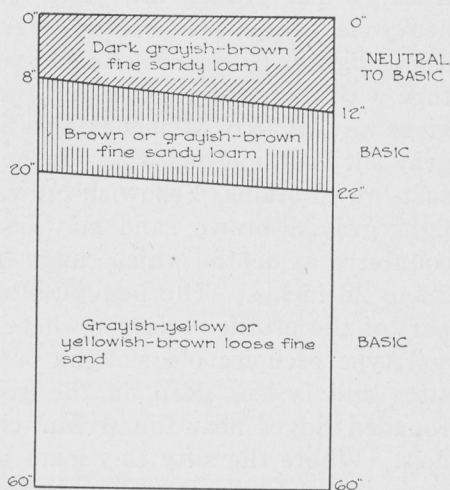 0" 0"
Dark grayish-brown
fine sandy loam
NEUTRAL
TO BASIC
8"
12"
Brown or grayish-brown
fine sandy loam
BASIC
20"
22"
Grayish-yellow or
yellowish-brown loose fine
sand
BASIC
60" 60"